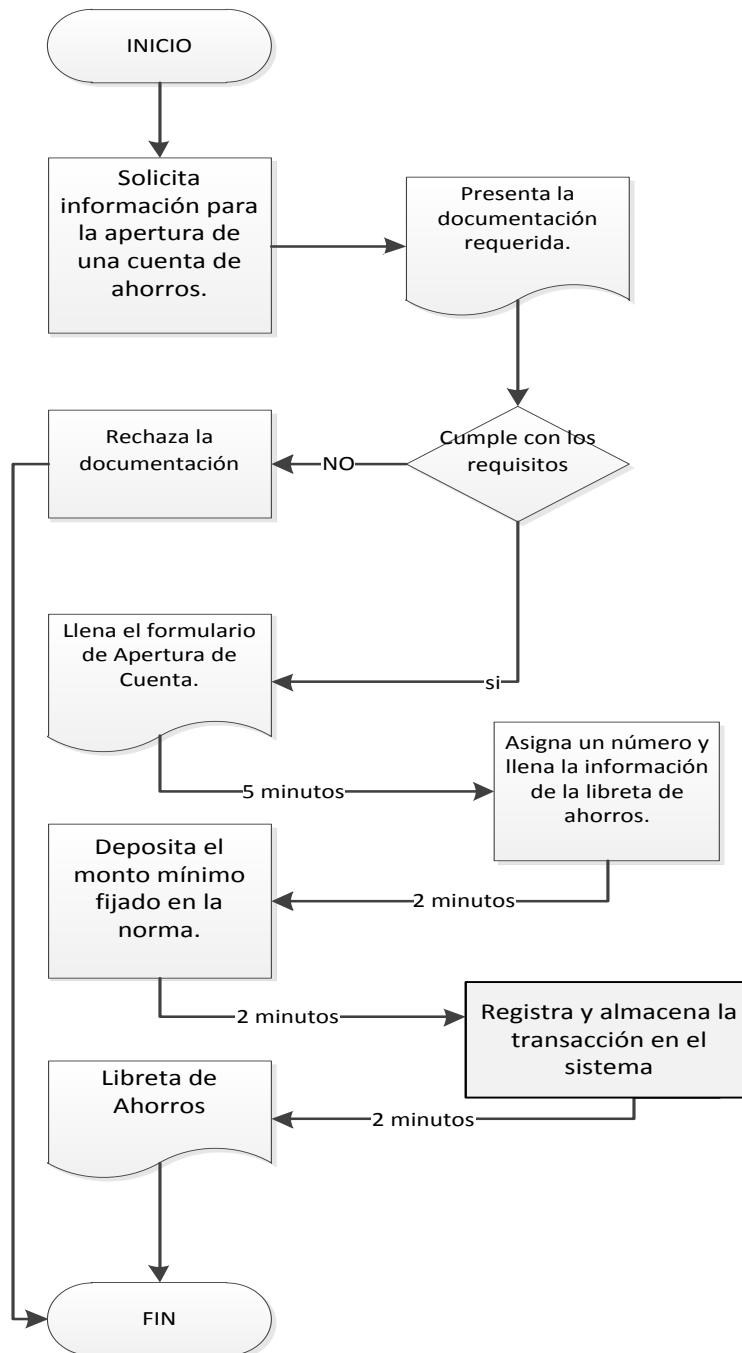 INICIO
Solicita
información para
la apertura de
una cuenta de
ahorros.
Presenta la
documentación
requerida.
Cumple con los
requisitos
NO
Rechaza la
documentación
si
Llena el formulario
de Apertura de
Cuenta.
5 minutos
Asigna un número y
llena la información
de la libreta de
ahorros.
2 minutos
Deposita el
monto mínimo
fijado en la
norma.
2 minutos
Registra y almacena la
transacción en el
sistema
2 minutos
Libreta de
Ahorros
FIN